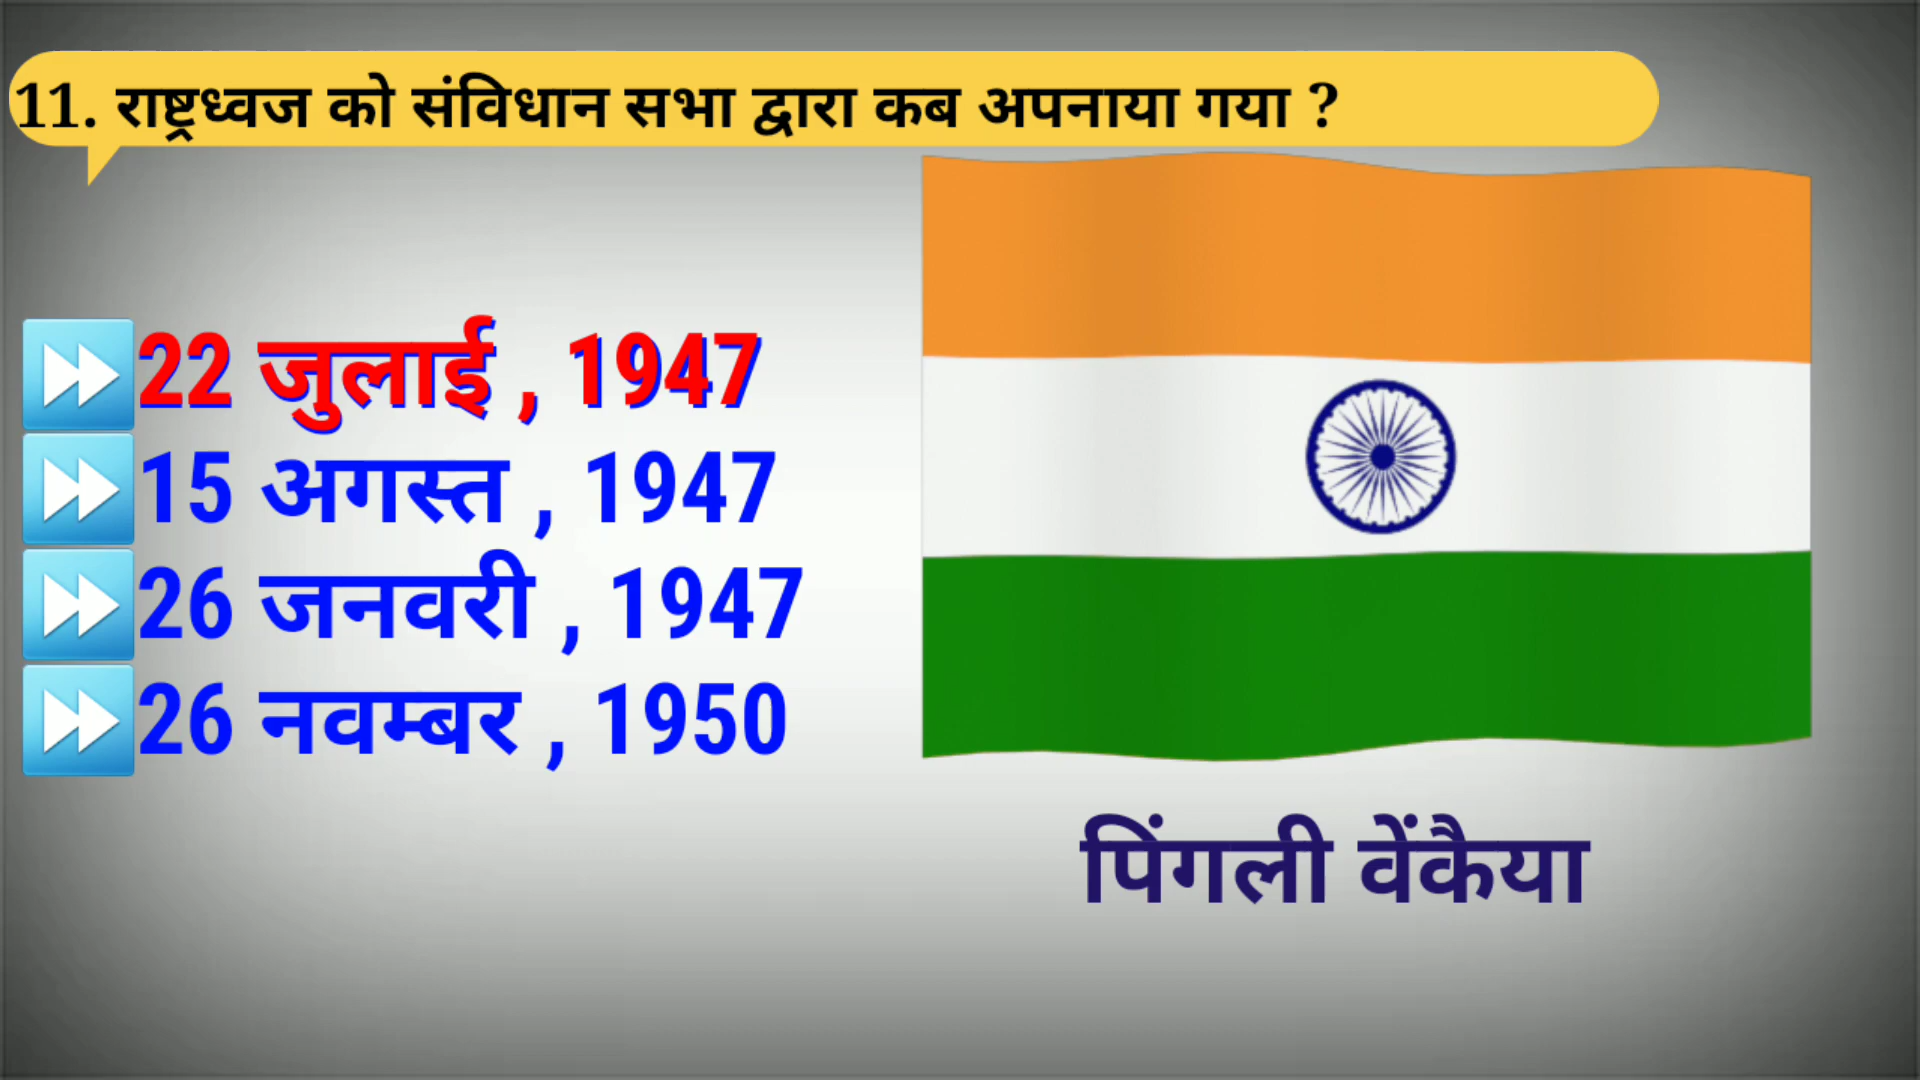 11. राष्ट्रध्वज को संविधान सभा द्वारा कब अपनाया गया ?
22 जुलाई , 1947
15 अगस्त , 1947
26 जनवरी , 1947
26 नवम्बर , 1950
पिंगली वेंकैया